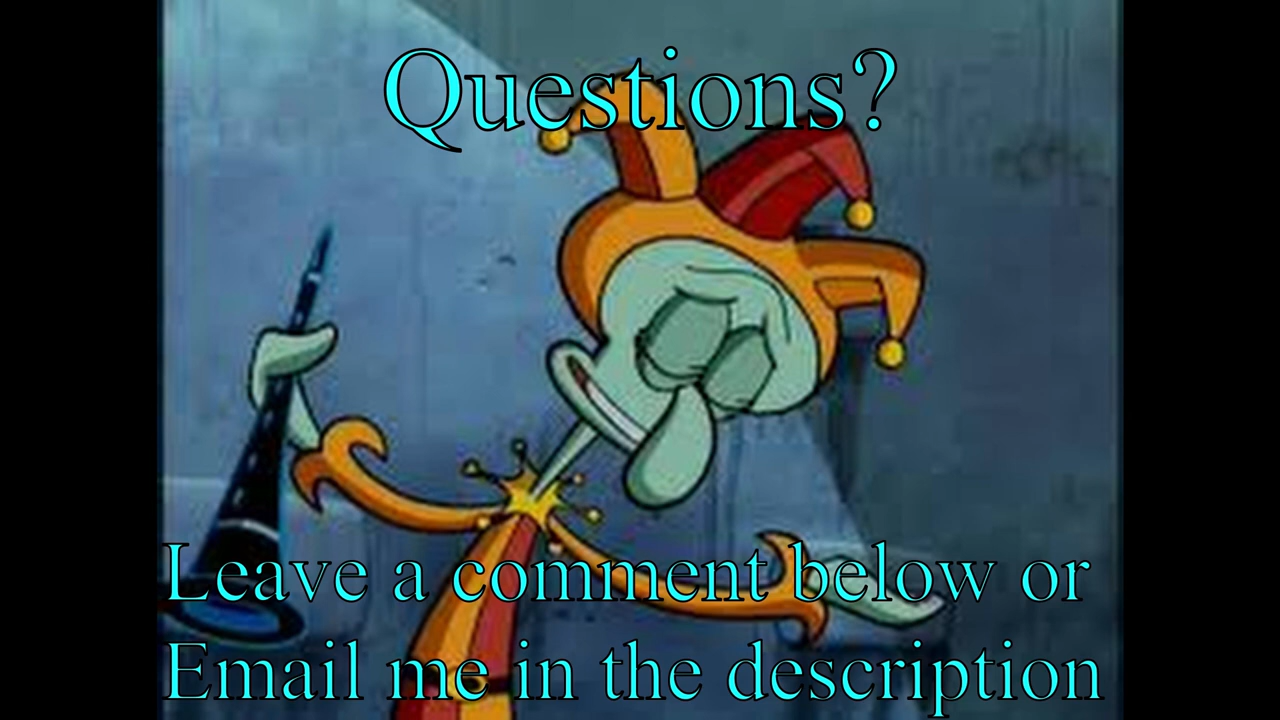 Questions?
Leave a comment below or
Email me in the description